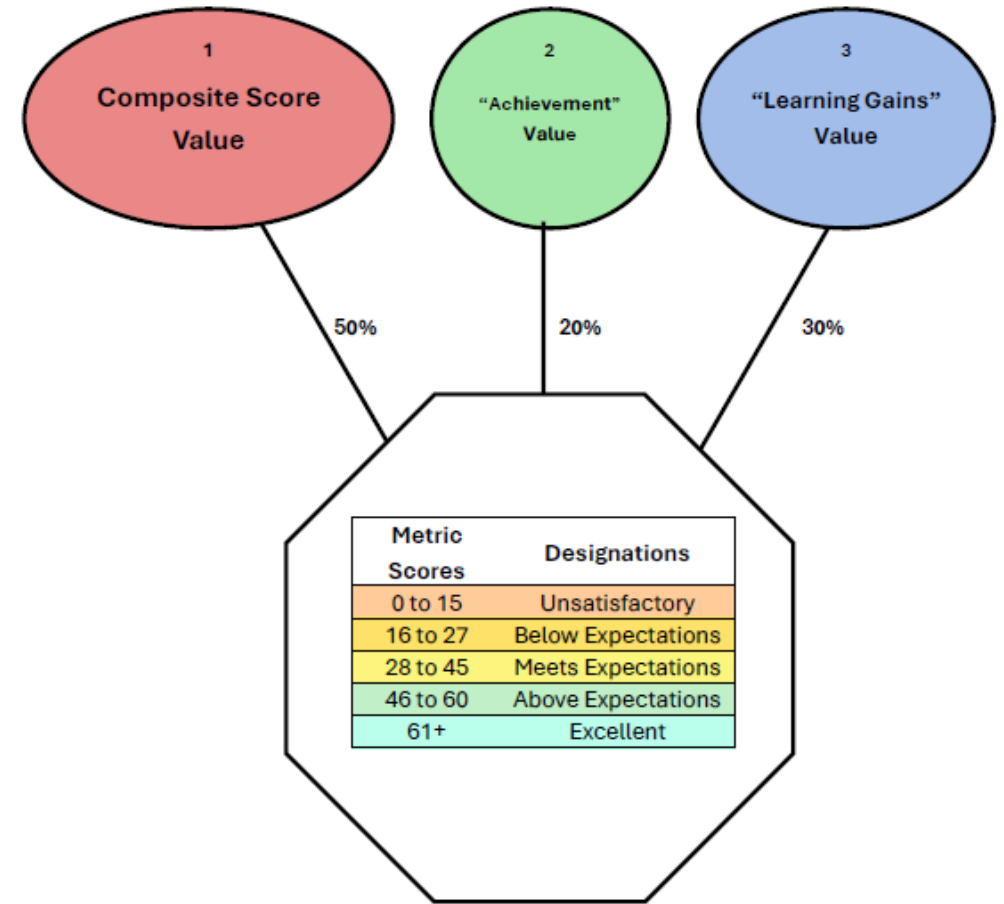 1
Composite Score
Value
2
“Achievement”
Value
3
“Learning Gains”
Value
50%
20%
30%
Metric
Scores
Designations
0 to 15 Unsatisfactory
16 to 27 Below Expectations
28 to 45 Meets Expectations
46 to 60 Above Expectations
61+ Excellent